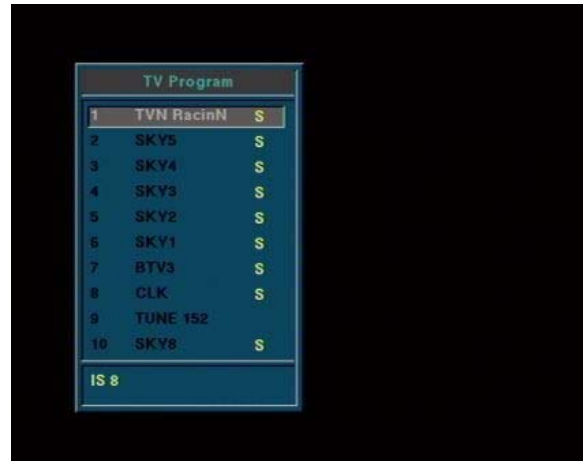 TV Program
1 TVN RacinN S
2 SKY5 S
3 SKY4 S
4 SKY3 S
5 SKY2 S
6 SKY1 S
7 BTV3 S
8 CLK S
9 TUNE 152
10 SKY8 S
IS 8